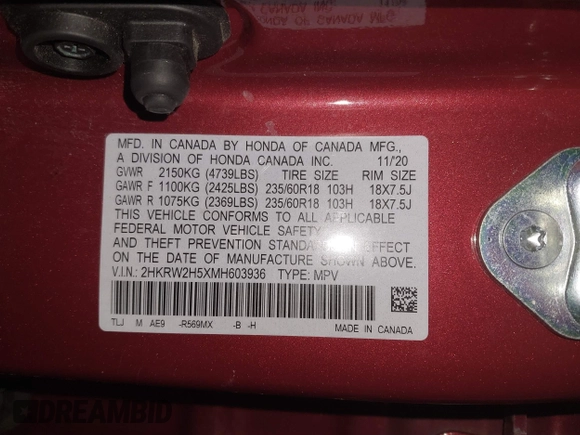 MFD. IN CANADA BY HONDA OF CANADA MFG.,
A DIVISION OF HONDA CANADA INC. 11/'20
GVWR 2150KG (4739LBS) TIRE SIZE RIM SIZE
GAWR F 1100KG (2425LBS) 235/60R18 103H 18X7.5J
GAWR R 1075KG (2369LBS) 235/60R18 103H 18X7.5J
THIS VEHICLE CONFORMS TO ALL APPLICABLE
FEDERAL MOTOR VEHICLE SAFETY
AND THEFT PREVENTION STANDARDS IN EFFECT
ON THE DATE OF MANUFACTURE SHOWN ABOVE.
V.I.N.: 2HKRW2H5XMH603936 TYPE: MPV
TLJ M AE9 -R569MX -B -H MADE IN CANADA
DREAMBID